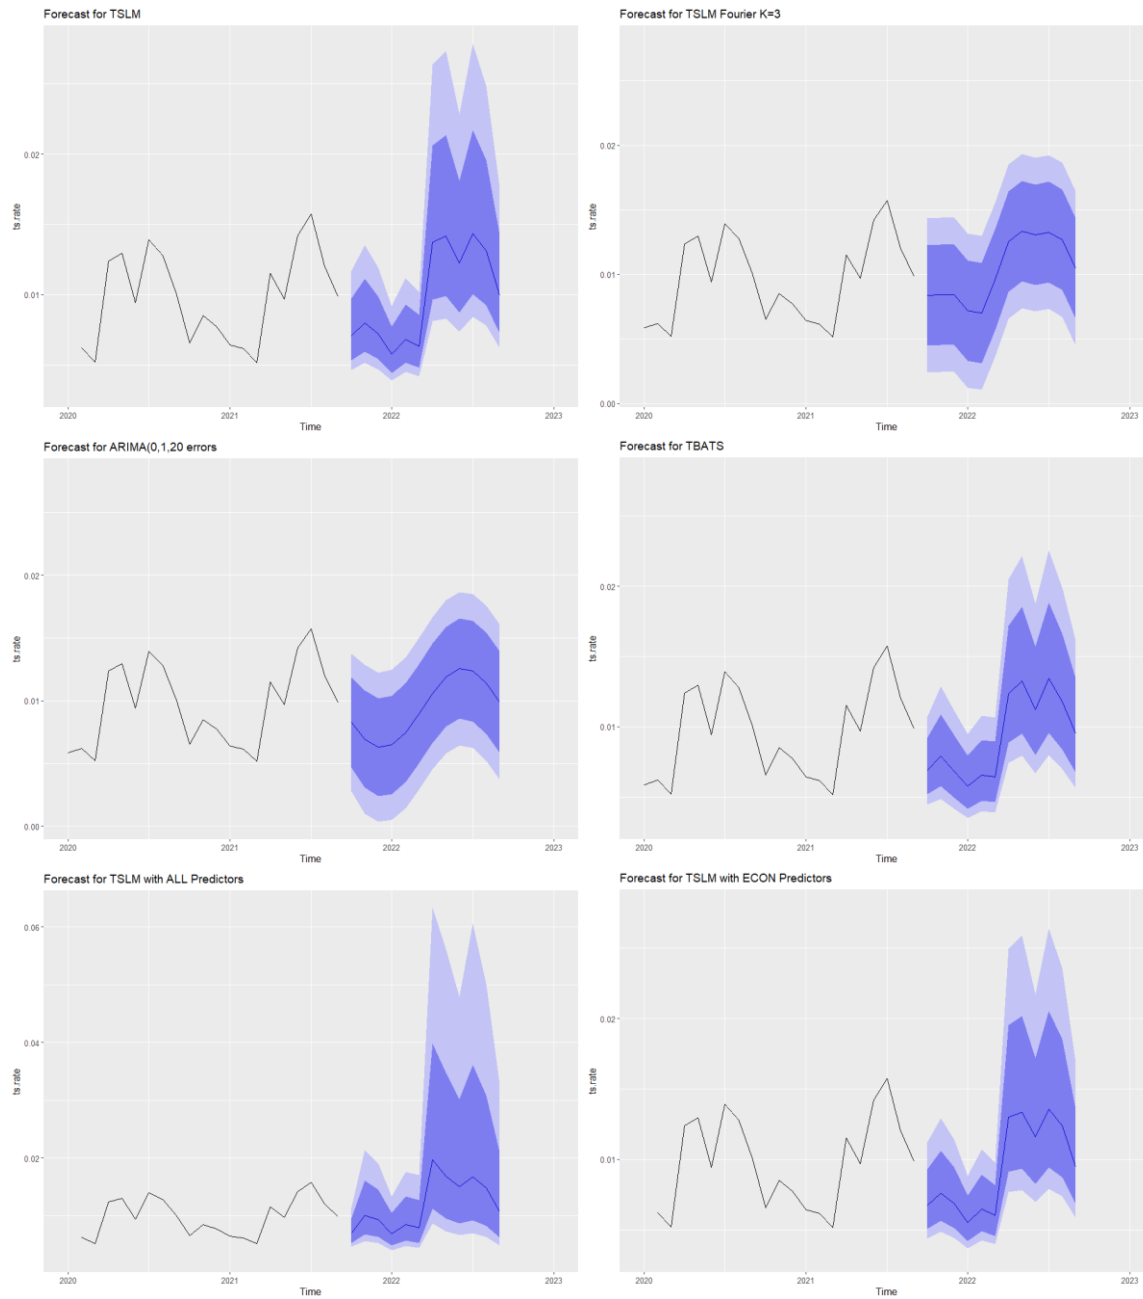 Forecast for TSLM
ts.rate
0.02
0.01
2020 2021 2022 2023
Time
Forecast for TSLM Fourier K=3
ts.rate
0.02
0.01
0.00
2020 2021 2022 2023
Time
Forecast for ARIMA(0,1,20 errors
ts.rate
0.02
0.01
0.00
2020 2021 2022 2023
Time
Forecast for TBATS
ts.rate
0.02
0.01
2020 2021 2022 2023
Time
Forecast for TSLM with ALL Predictors
ts.rate
0.06
0.04
0.02
2020 2021 2022 2023
Time
Forecast for TSLM with ECON Predictors
ts.rate
0.02
0.01
2020 2021 2022 2023
Time